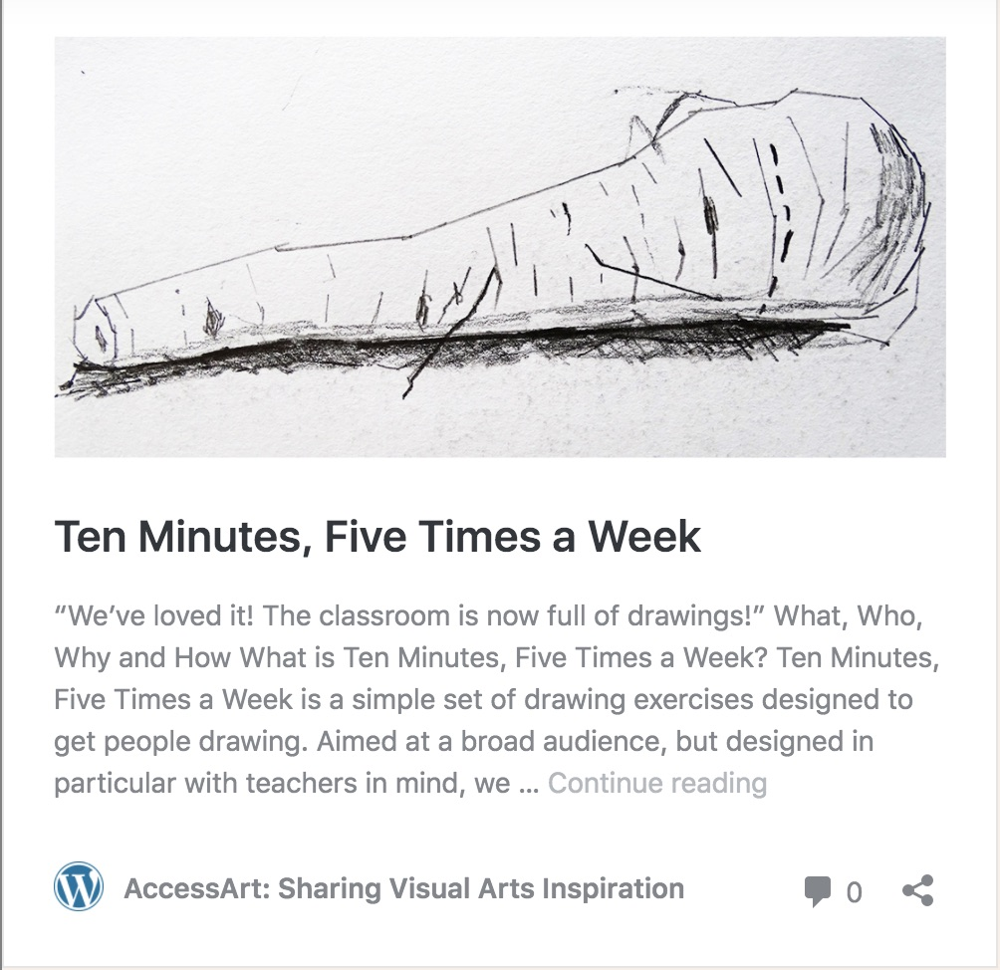 Ten Minutes, Five Times a Week
“We’ve loved it! The classroom is now full of drawings!” What, Who,
Why and How What is Ten Minutes, Five Times a Week? Ten Minutes,
Five Times a Week is a simple set of drawing exercises designed to
get people drawing. Aimed at a broad audience, but designed in
particular with teachers in mind, we ... Continue reading
AccessArt: Sharing Visual Arts Inspiration
0